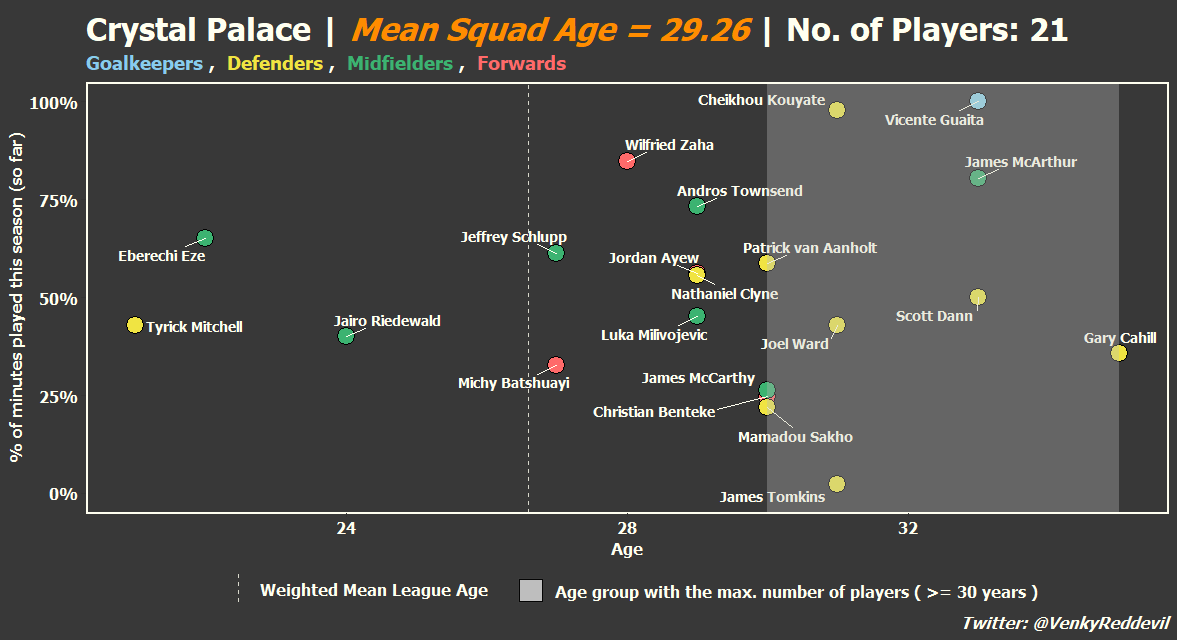 Crystal Palace | Mean Squad Age = 29.26 | No. of Players: 21
Goalkeepers , Defenders , Midfielders , Forwards
% of minutes played this season (so far)
100%
75%
50%
25%
0%
Cheikhou Kouyate
Vicente Guaita
Wilfried Zaha
James McArthur
Andros Townsend
Jeffrey Schlupp
Patrick van Aanholt
Eberechi Eze
Jordan Ayew
Nathaniel Clyne
Scott Dann
Jairo Riedewald
Tyrick Mitchell
Luka Milivojevic
Joel Ward
Gary Cahill
Michy Batshuayi
James McCarthy
Christian Benteke
Mamadou Sakho
James Tomkins
24
28
32
Age
Weighted Mean League Age
Age group with the max. number of players ( >= 30 years )
Twitter: @VenkyReddevil